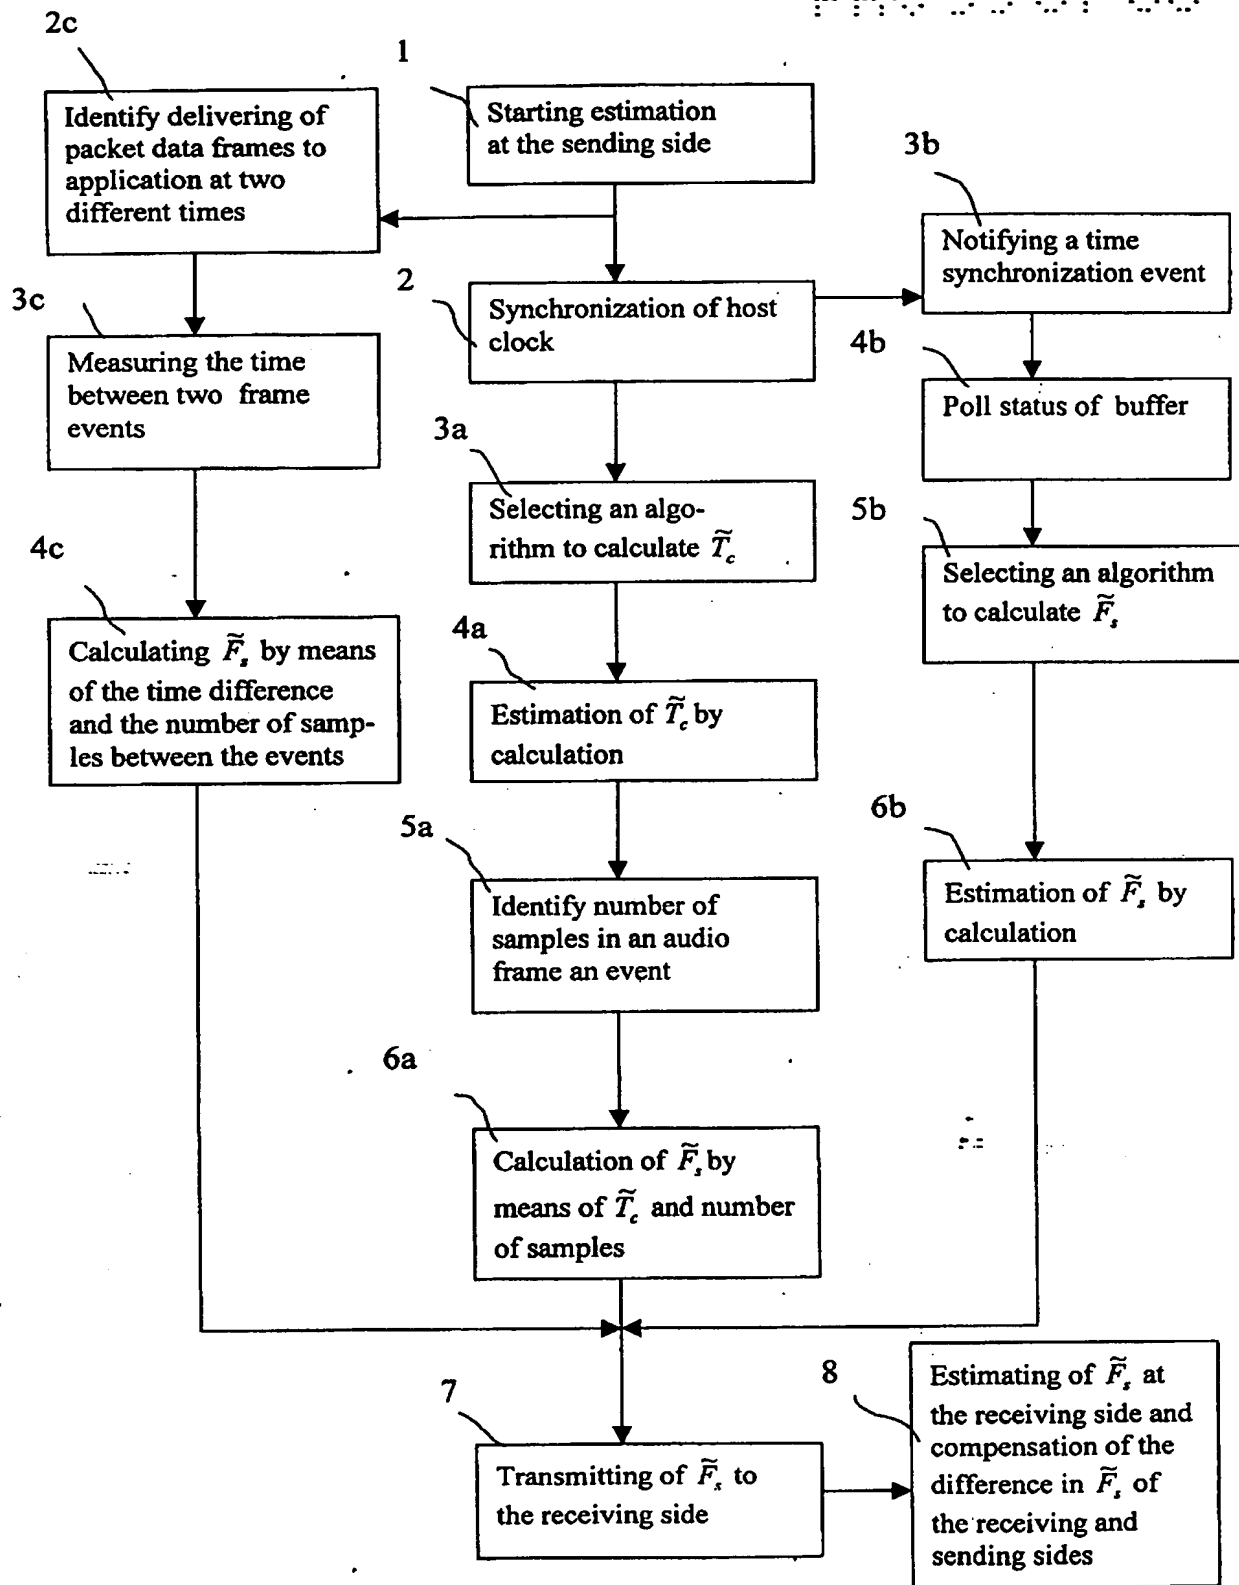 2c
1
Identify delivering of
packet data frames to
application at two
different times
Starting estimation
at the sending side
3b
Notifying a time
synchronization event
2
Synchronization of host
clock
3c
Measuring the time
between two frame
events
4b
Poll status of buffer
3a
Selecting an algo-
rithm to calculate T̃c
5b
Selecting an algorithm
to calculate F̃s
4c
Calculating F̃s by means
of the time difference
and the number of samp-
les between the events
4a
Estimation of T̃c by
calculation
6b
Estimation of F̃s by
calculation
5a
Identify number of
samples in an audio
frame an event
6a
Calculation of F̃s by
means of T̃c and number
of samples
7
Transmitting of F̃s to
the receiving side
8
Estimating of F̃s at
the receiving side and
compensation of the
difference in F̃s of
the receiving and
sending sides